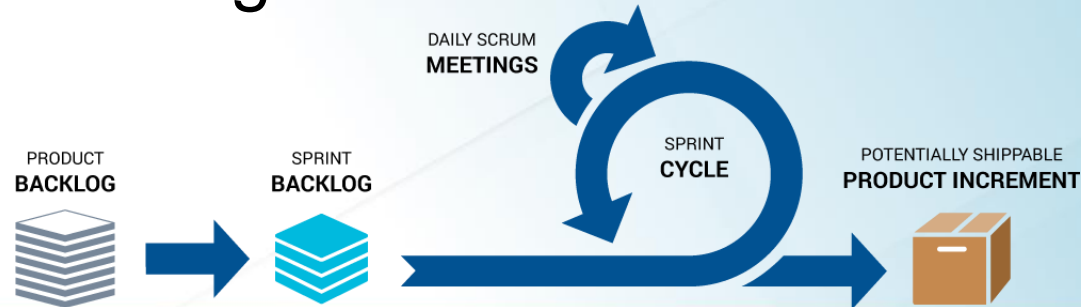 DAILY SCRUM
MEETINGS
PRODUCT
BACKLOG
SPRINT
BACKLOG
SPRINT
CYCLE
POTENTIALLY SHIPPABLE
PRODUCT INCREMENT